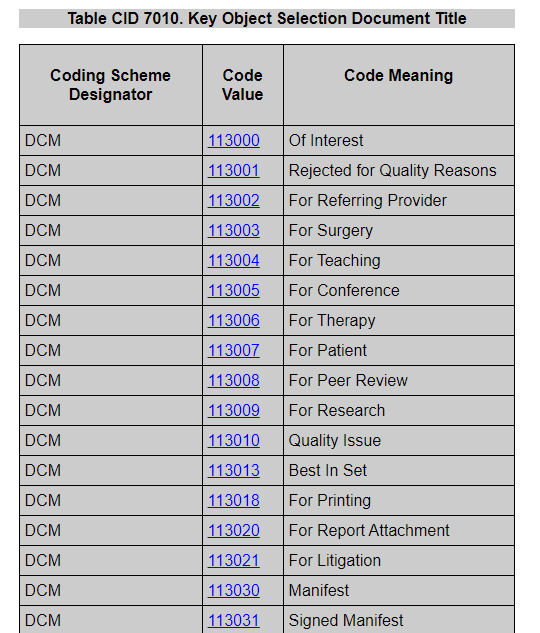 Table CID 7010. Key Object Selection Document Title
Coding Scheme Designator Code Value Code Meaning
DCM 113000 Of Interest
DCM 113001 Rejected for Quality Reasons
DCM 113002 For Referring Provider
DCM 113003 For Surgery
DCM 113004 For Teaching
DCM 113005 For Conference
DCM 113006 For Therapy
DCM 113007 For Patient
DCM 113008 For Peer Review
DCM 113009 For Research
DCM 113010 Quality Issue
DCM 113013 Best In Set
DCM 113018 For Printing
DCM 113020 For Report Attachment
DCM 113021 For Litigation
DCM 113030 Manifest
DCM 113031 Signed Manifest